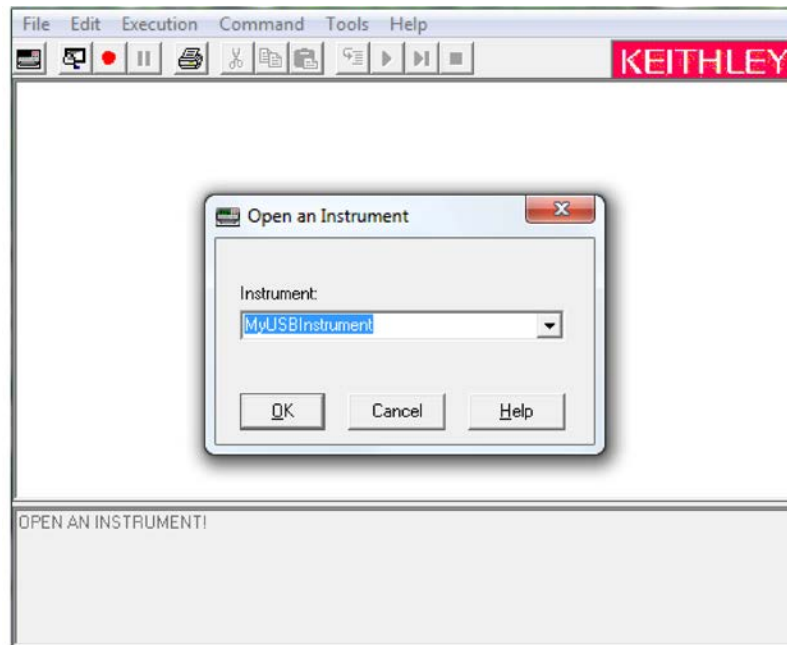 File Edit Execution Command Tools Help
KEITHLEY
Open an Instrument
Instrument:
MyUSBInstrument
OK Cancel Help
OPEN AN INSTRUMENT!